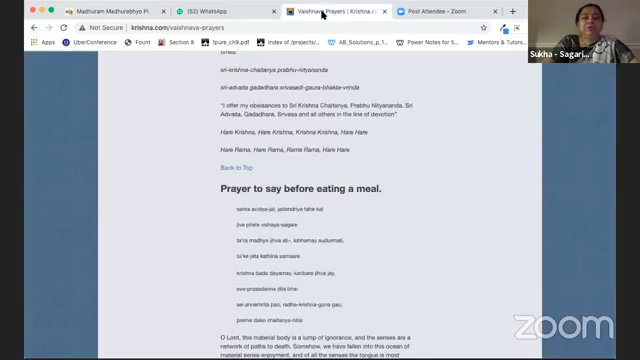 Madhuram Madhurebhyo Pi
(52) WhatsApp
Vaishnava Prayers | Krishna.co
Post Attendee - Zoom
Not Secure | krishna.com/vaishnava-prayers
Apps
UberConference
Fount
Section 8
!pure_ch9.pdf
Index of /projects/...
AB_Solutions_p_1...
Power Notes for S...
Mentors & Tutors
times.
sri-krishna-chaitanya prabhu-nityananda
sri-advaita gadadhara srivasadi-gaura-bhakta-vrinda
“I offer my obeisances to Sri Krishna Chaitanya, Prabhu Nityananda, Sri
Advaita, Gadadhara, Srivasa and all others in the line of devotion”
Hare Krishna, Hare Krishna, Krishna Krishna, Hare Hare
Hare Rama, Hare Rama, Rama Rama, Hare Hare
Back to Top
Prayer to say before eating a meal.
sarira avidya-jal, jadendriya tahe kal
jive phele vishaya-sagare
ta'ra madhye jihva ati-, lobhamay sudurmati,
ta'ke jeta kathina samsare
krishna bada dayamay, karibare jihva jay,
sva-prasadanna dila bhai
sei annamrita pao, radha-krishna-guna gao,
preme dako chaitanya-nitai
O Lord, this material body is a lump of ignorance, and the senses are a
network of paths to death. Somehow, we have fallen into this ocean of
material sense enjoyment, and of all the senses the tongue is most
Sukha - Sagari...
zoom